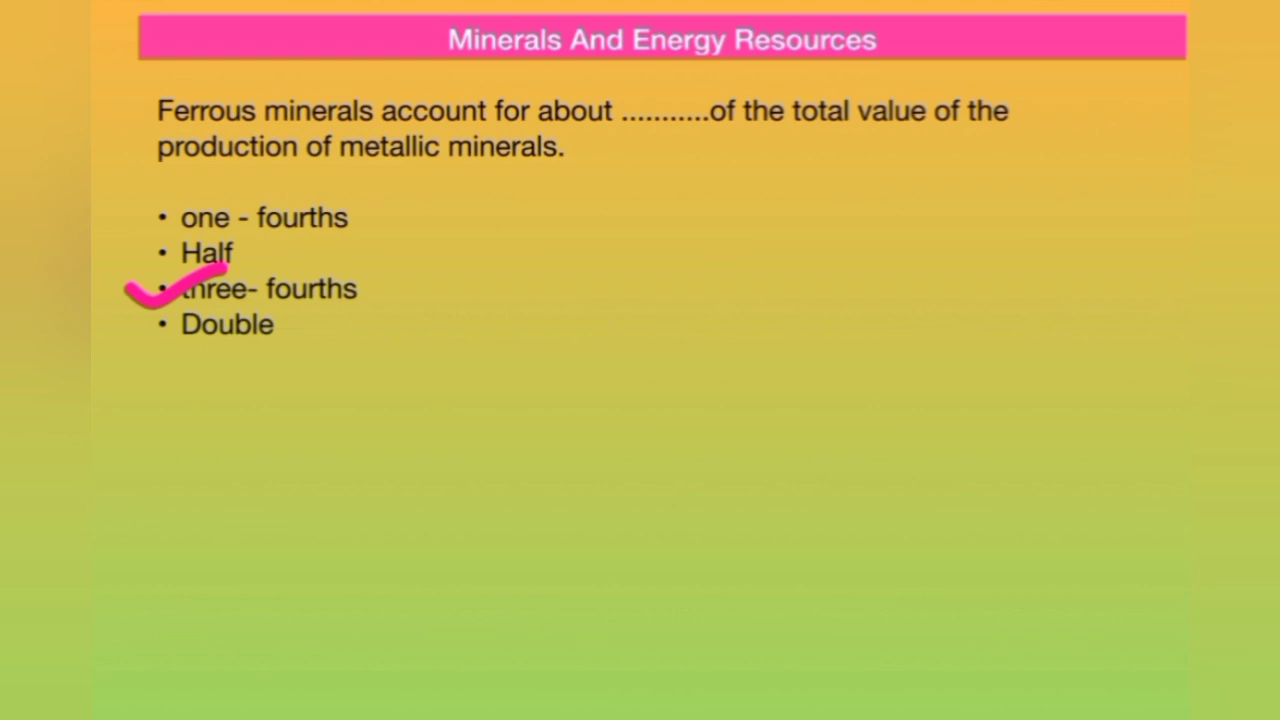 Minerals And Energy Resources
Ferrous minerals account for about ...........of the total value of the
production of metallic minerals.
• one - fourths
• Half
• three- fourths
• Double